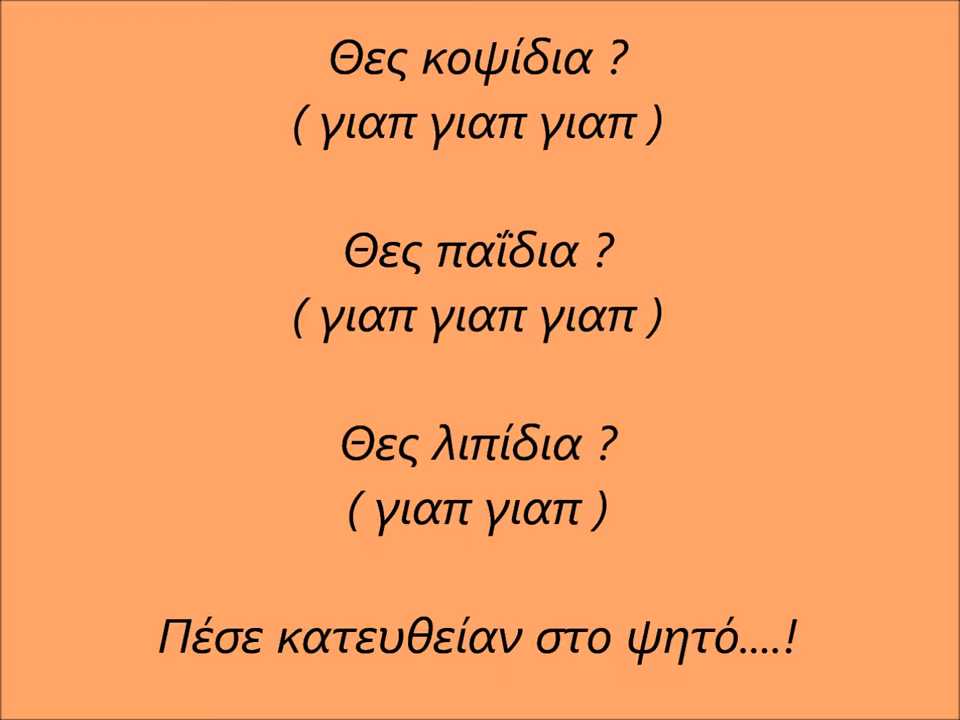 Θες κοψίδια ?
( γιαπ γιαπ γιαπ )
Θες παΐδια ?
( γιαπ γιαπ γιαπ )
Θες λιπίδια ?
( γιαπ γιαπ )
Πέσε κατευθείαν στο ψητό....!